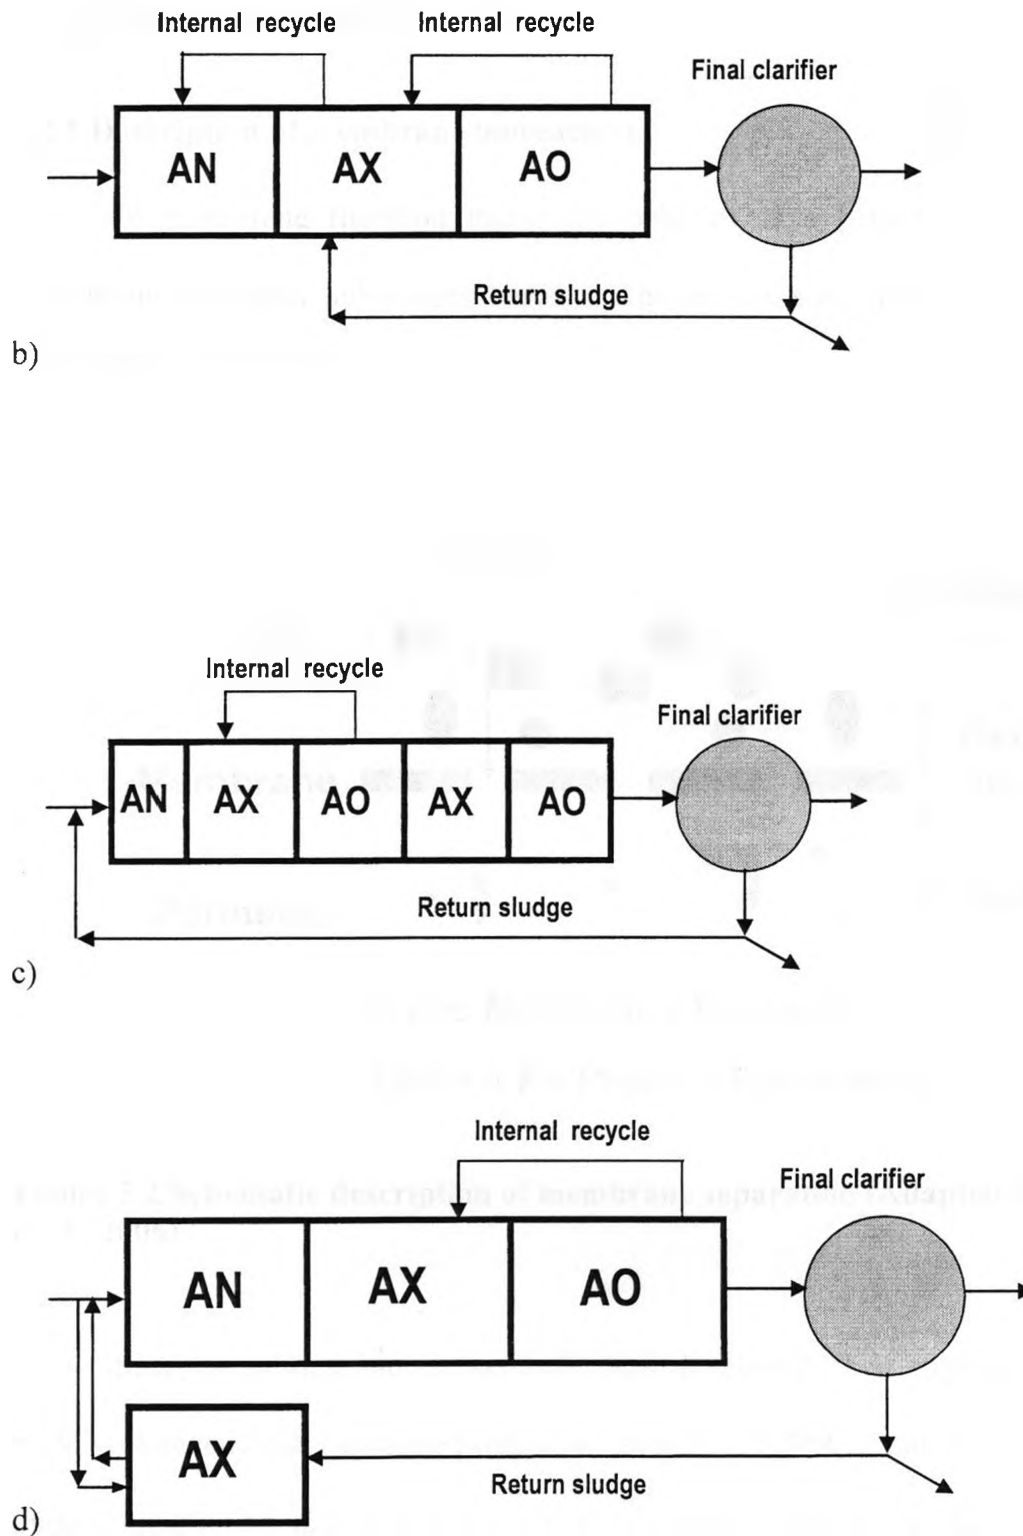 Internal recycle Internal recycle
Final clarifier
AN AX AO
Return sludge
b)
Internal recycle
Final clarifier
AN AX AO AX AO
Return sludge
c)
Internal recycle
Final clarifier
AN AX AO
AX
Return sludge
d)